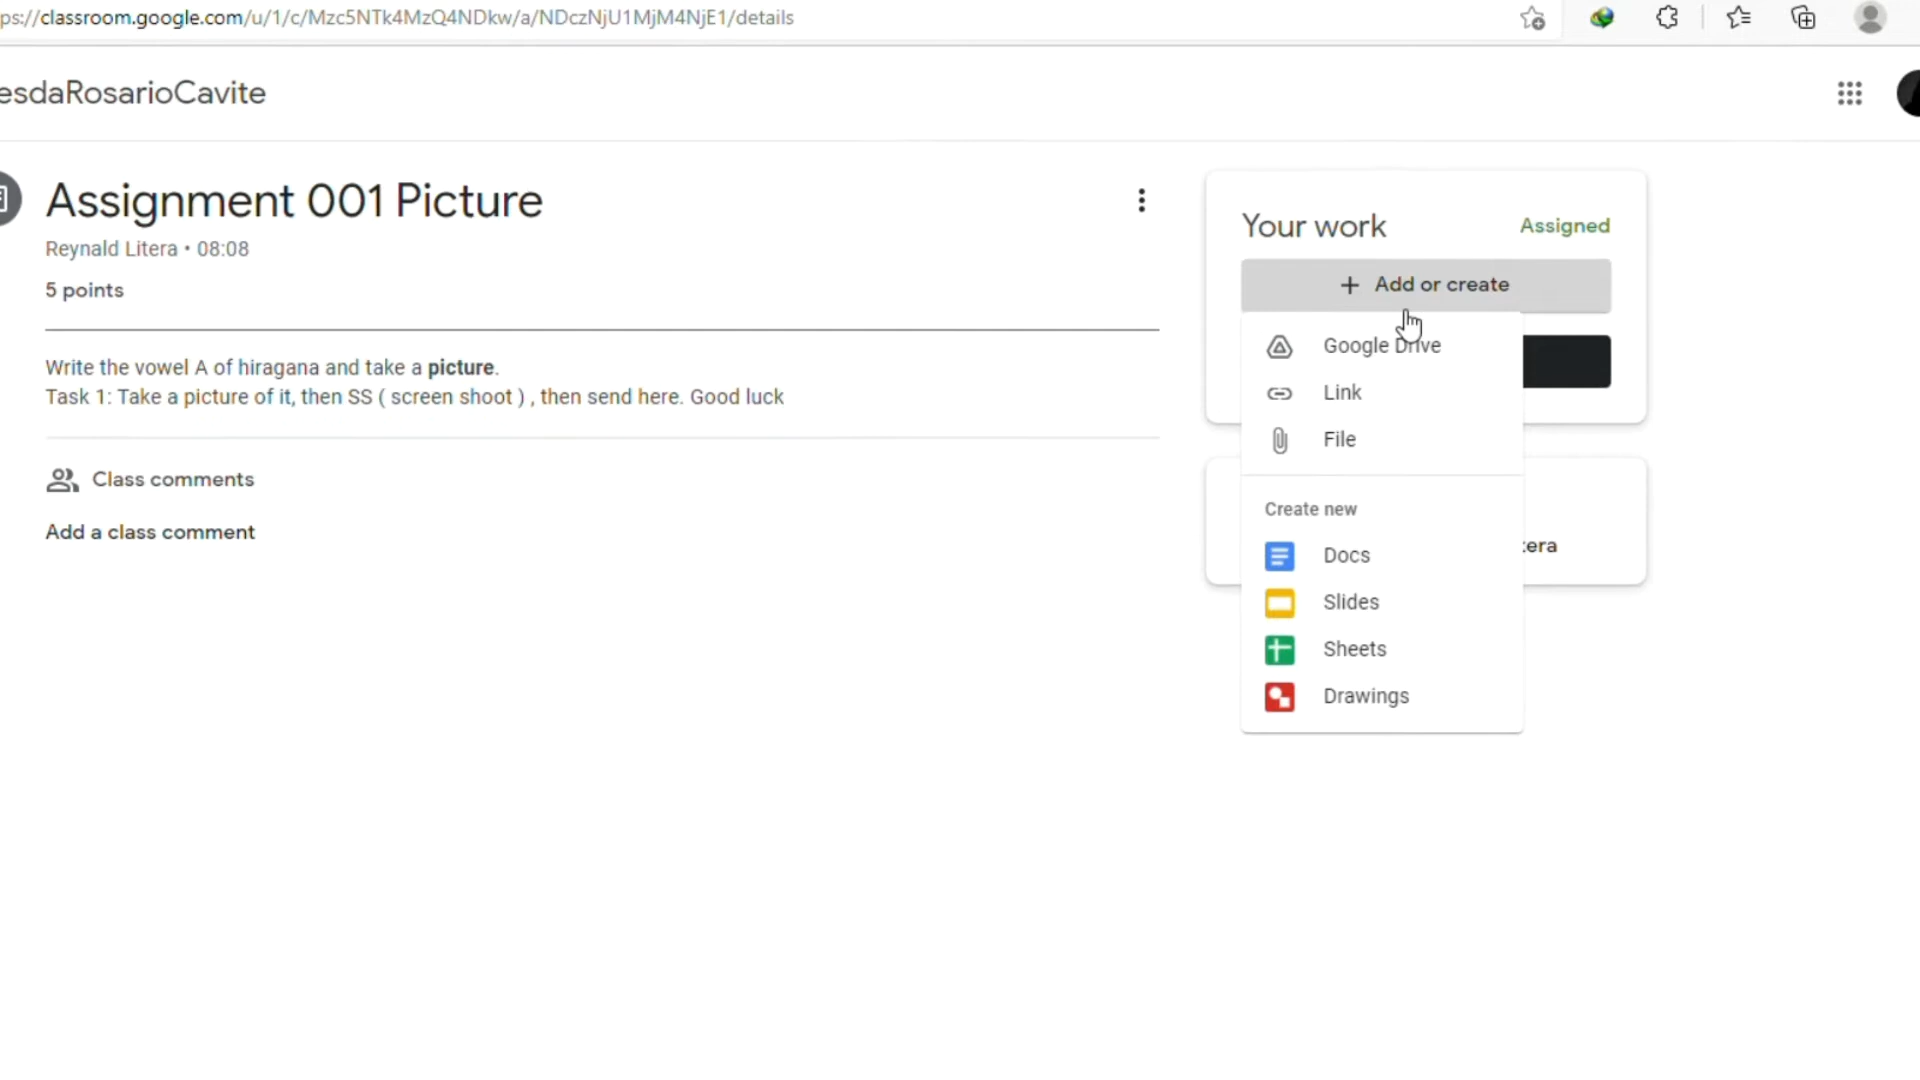 ps://classroom.google.com/u/1/c/Mzc5NTk4MzQ4NDkw/a/NDczNjU1MjM4NjE1/details
esdaRosarioCavite
Assignment 001 Picture
Reynald Litera • 08:08
5 points
Write the vowel A of hiragana and take a picture.
Task 1: Take a picture of it, then SS ( screen shoot ) , then send here. Good luck
Class comments
Add a class comment
Your work
Assigned
+ Add or create
Google Drive
Link
File
Create new
Docs
Slides
Sheets
Drawings
tera